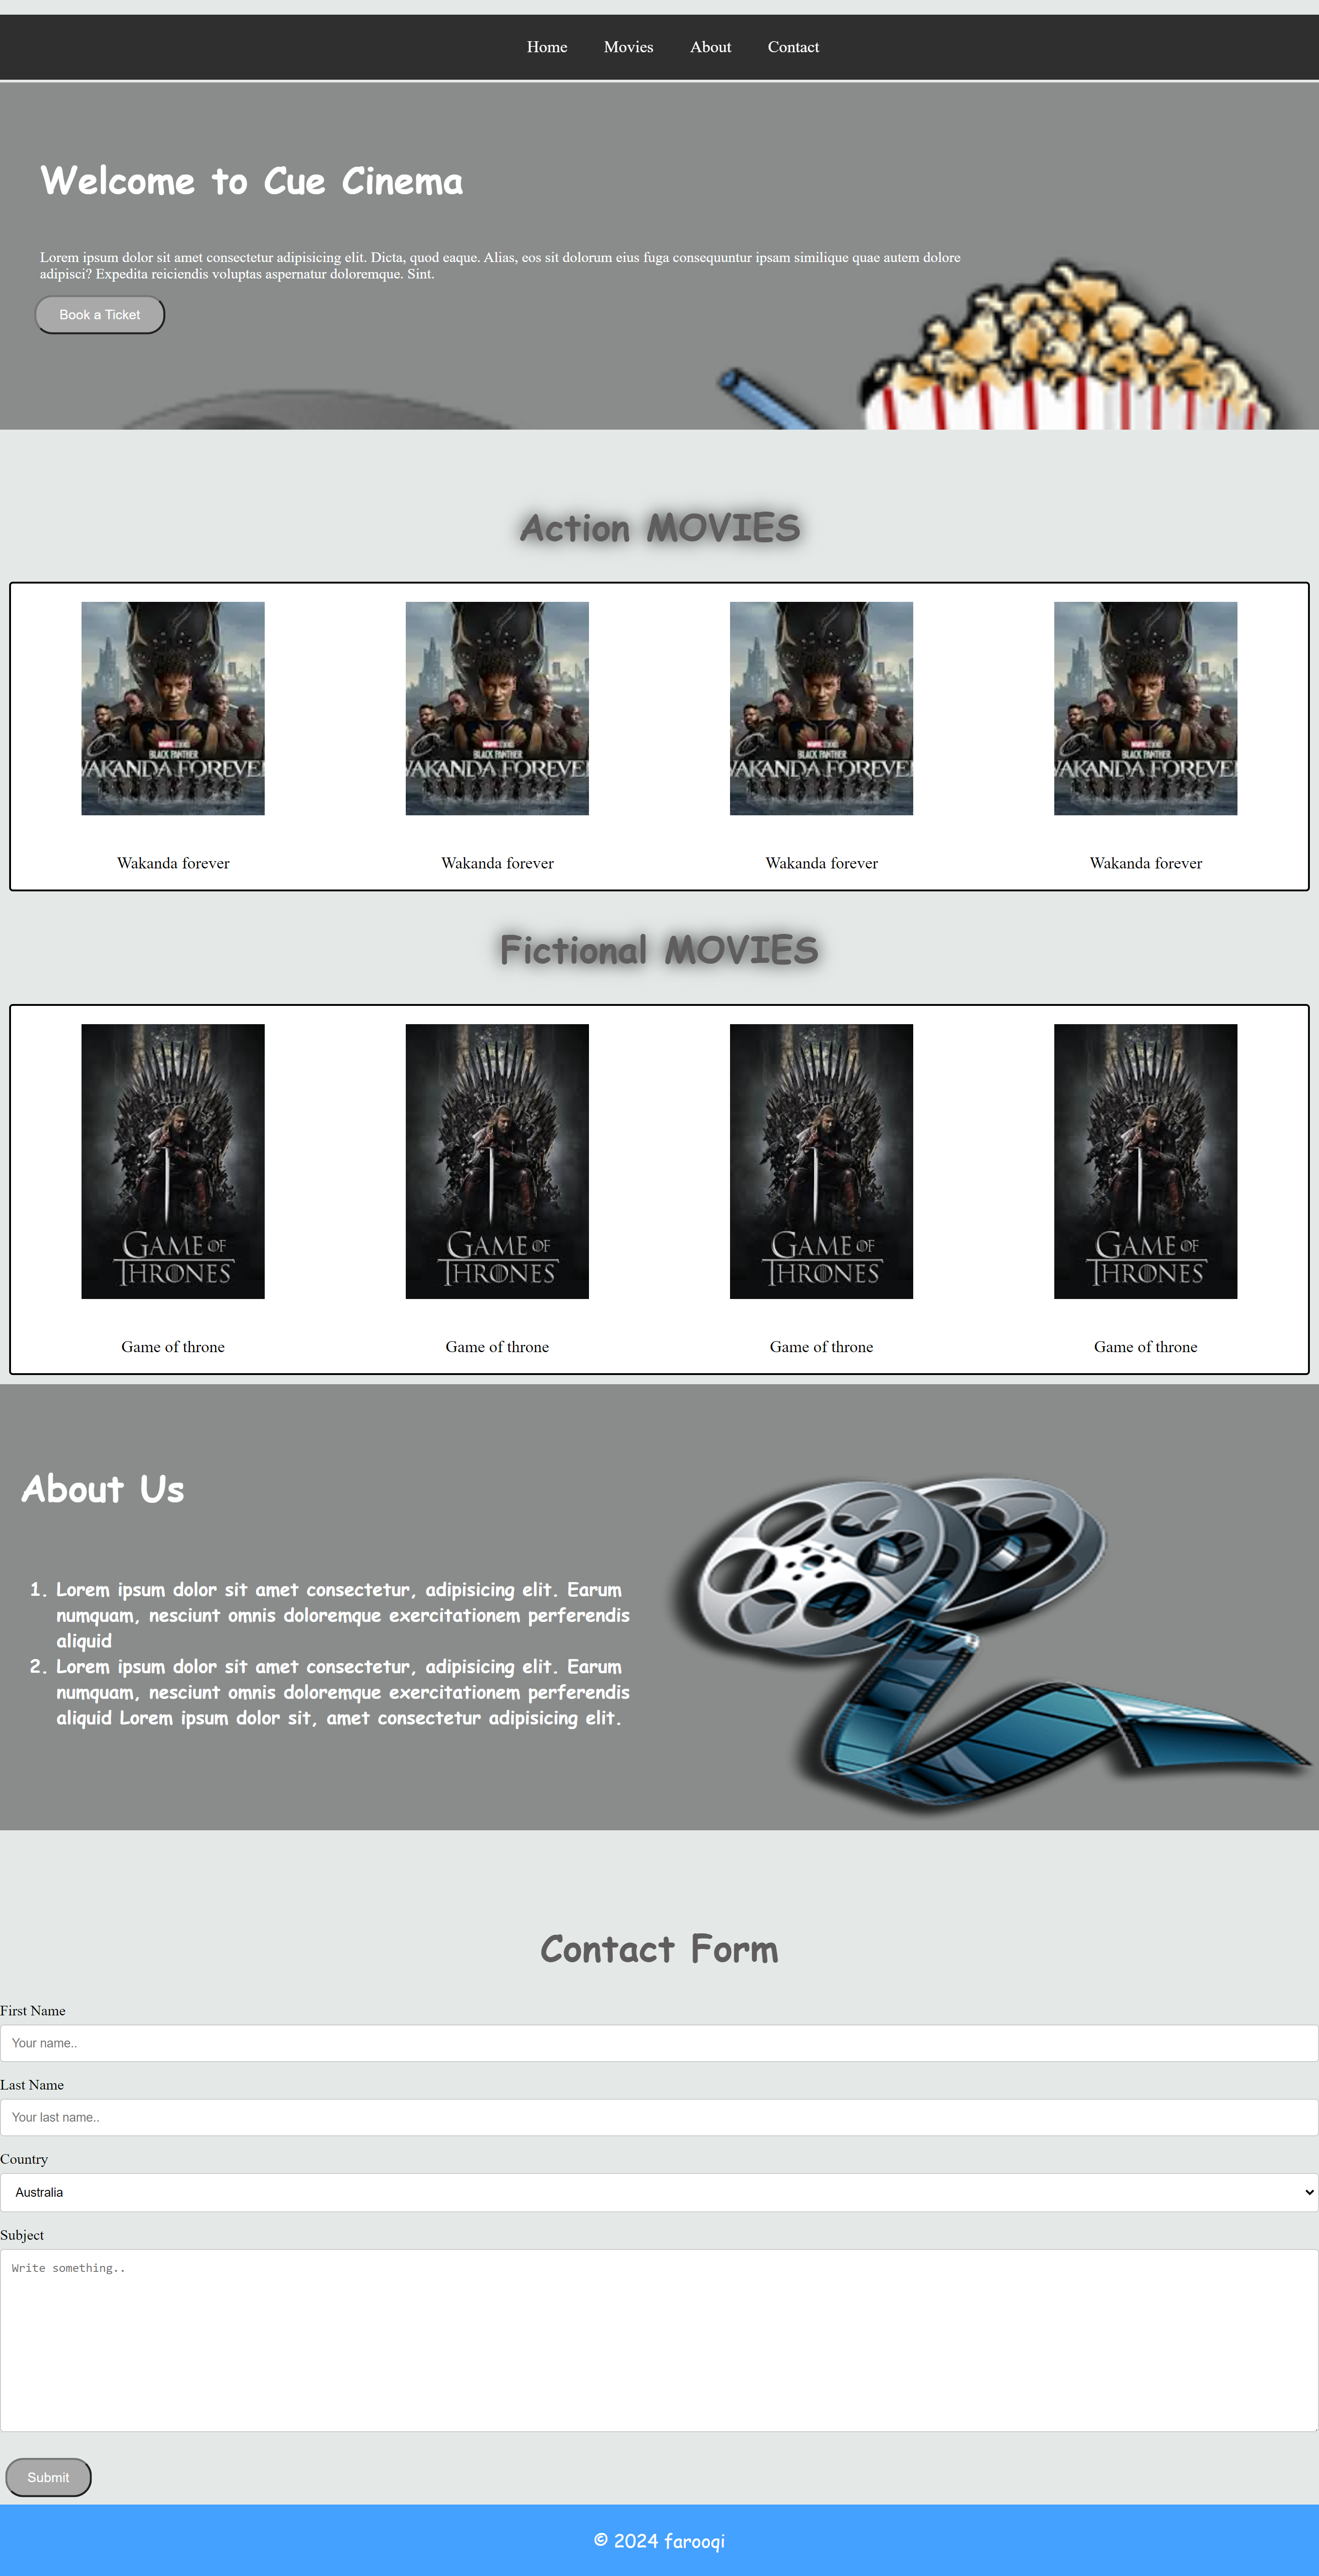 Home Movies About Contact
Welcome to Cue Cinema
Lorem ipsum dolor sit amet consectetur adipisicing elit. Dicta, quod eaque. Alias, eos sit dolorum eius fuga consequuntur ipsam similique quae autem dolore
adipisci? Expedita reiciendis voluptas aspernatur doloremque. Sint.
Book a Ticket
Action MOVIES
MARVEL STUDIOS MARVEL STUDIOS MARVEL STUDIOS MARVEL STUDIOS
BLACK PANTHER BLACK PANTHER BLACK PANTHER BLACK PANTHER
WAKANDA FOREVER WAKANDA FOREVER WAKANDA FOREVER WAKANDA FOREVER
Wakanda forever Wakanda forever Wakanda forever Wakanda forever
Fictional MOVIES
GAME OF GAME OF GAME OF GAME OF
THRONES THRONES THRONES THRONES
Game of throne Game of throne Game of throne Game of throne
About Us
1. Lorem ipsum dolor sit amet consectetur, adipisicing elit. Earum
numquam, nesciunt omnis doloremque exercitationem perferendis
aliquid
2. Lorem ipsum dolor sit amet consectetur, adipisicing elit. Earum
numquam, nesciunt omnis doloremque exercitationem perferendis
aliquid Lorem ipsum dolor sit, amet consectetur adipisicing elit.
Contact Form
First Name
Your name..
Last Name
Your last name..
Country
Australia
Subject
Write something..
Submit
© 2024 farooqi